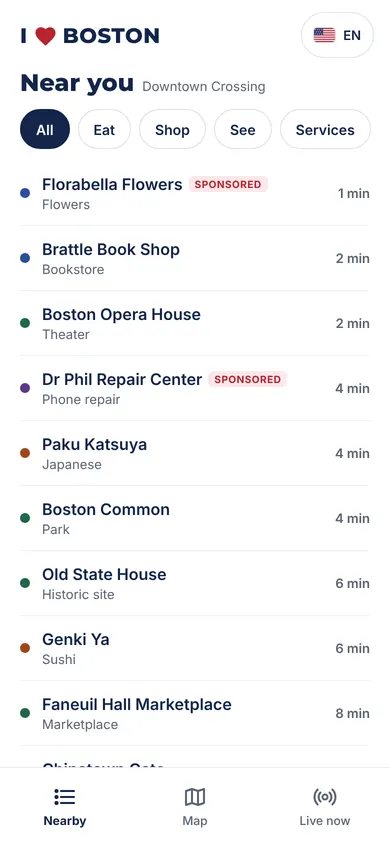 I ❤ BOSTON
EN
Near you Downtown Crossing
All Eat Shop See Services
Florabella Flowers SPONSORED
Flowers
1 min
Brattle Book Shop
Bookstore
2 min
Boston Opera House
Theater
2 min
Dr Phil Repair Center SPONSORED
Phone repair
4 min
Paku Katsuya
Japanese
4 min
Boston Common
Park
4 min
Old State House
Historic site
6 min
Genki Ya
Sushi
6 min
Faneuil Hall Marketplace
Marketplace
8 min
Nearby Map Live now